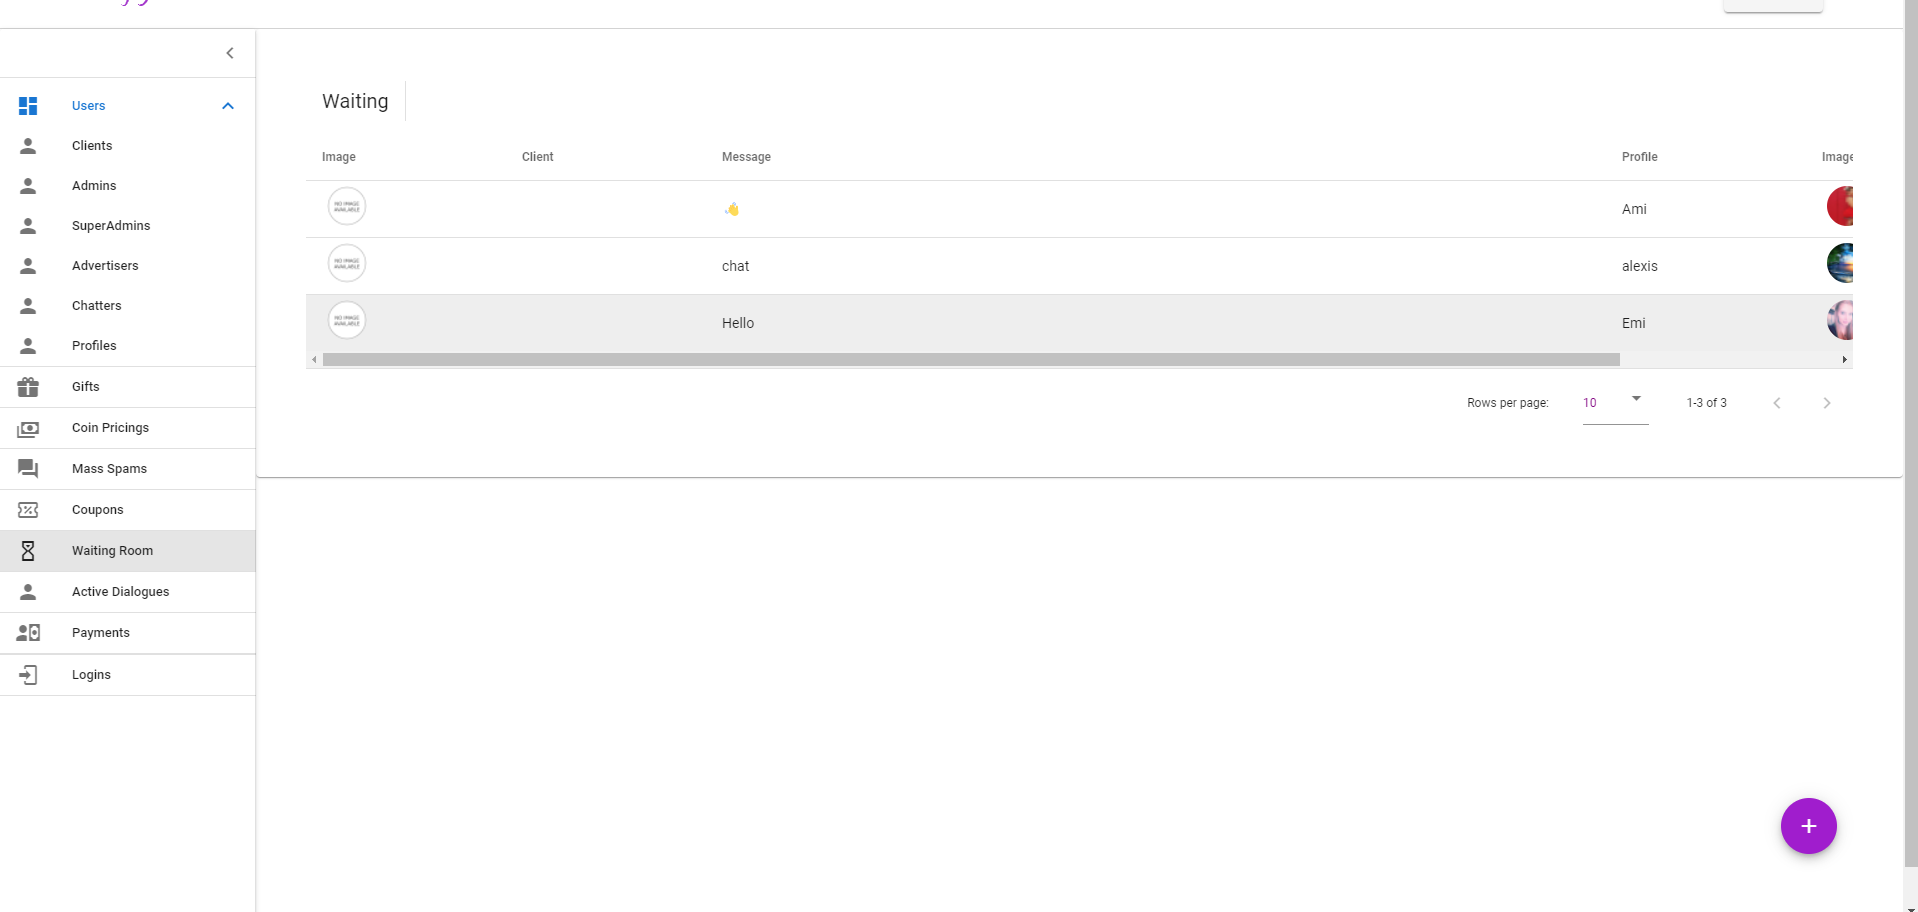 Users
Clients
Admins
SuperAdmins
Advertisers
Chatters
Profiles
Gifts
Coin Pricings
Mass Spams
Coupons
Waiting Room
Active Dialogues
Payments
Logins
Waiting
Image Client Message Profile Image
NO IMAGE AVAILABLE 👋 Ami
NO IMAGE AVAILABLE chat alexis
NO IMAGE AVAILABLE Hello Emi
Rows per page: 10 1-3 of 3